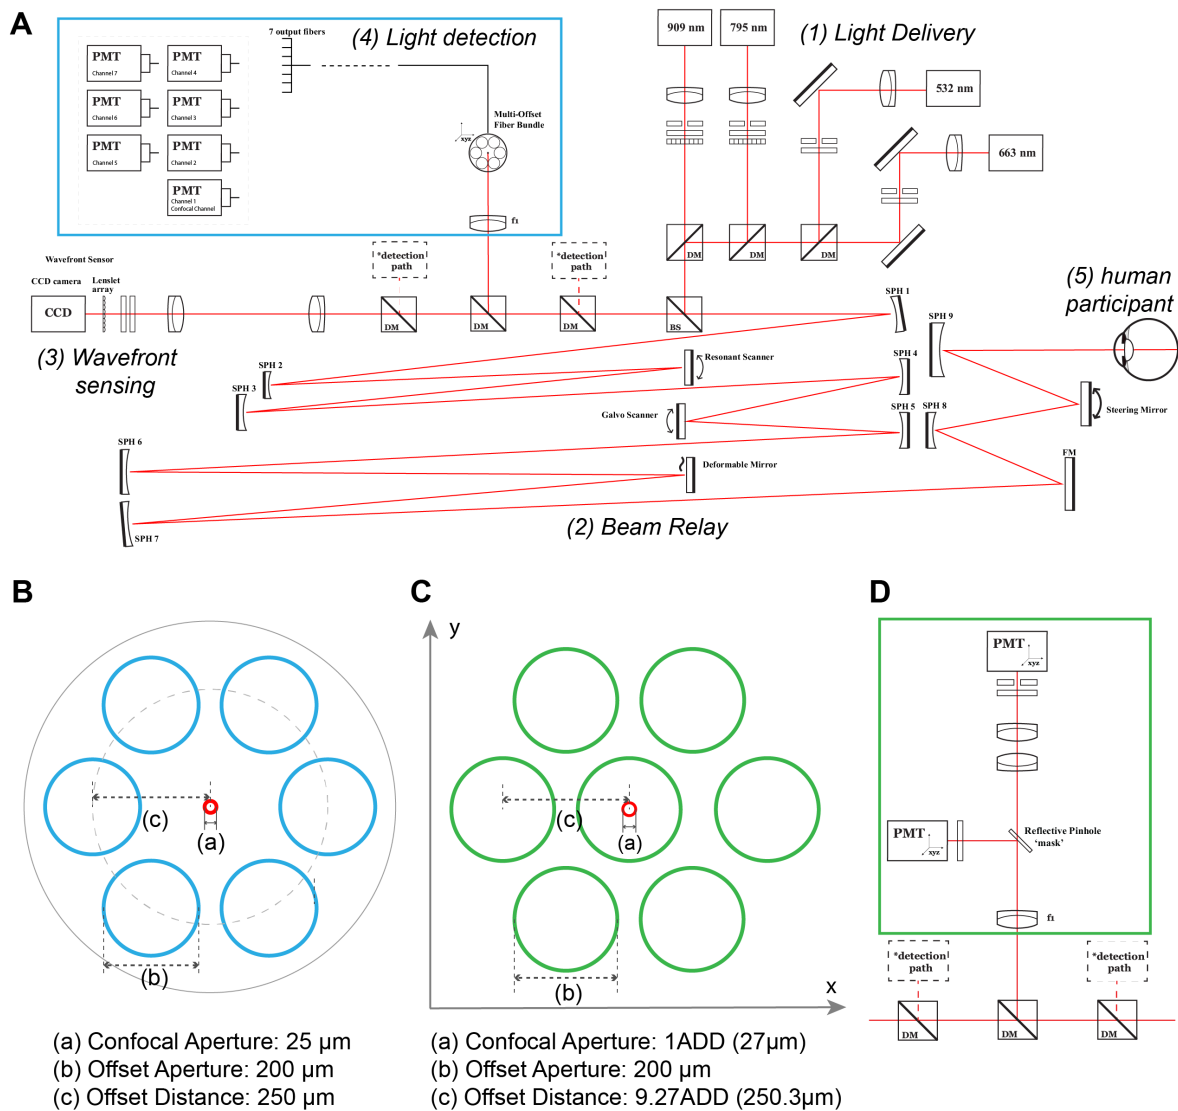 A
(4) Light detection
7 output fibers
PMT
Channel 7
PMT
Channel 4
PMT
Channel 6
PMT
Channel 3
PMT
Channel 5
PMT
Channel 2
PMT
Channel 1
Confocal Channel
Multi-Offset
Fiber Bundle
xyz
f1
909 nm
795 nm
(1) Light Delivery
532 nm
663 nm
DM
DM
DM
Wavefront Sensor
CCD camera
Lenslet
array
CCD
(3) Wavefront
sensing
*detection
path
*detection
path
DM
DM
DM
BS
SPH 1
SPH 9
(5) human
participant
SPH 2
SPH 3
Resonant Scanner
SPH 4
Galvo Scanner
SPH 5
SPH 8
Steering Mirror
SPH 6
Deformable Mirror
FM
SPH 7
(2) Beam Relay
B
(c)
(a)
(b)
(a) Confocal Aperture: 25 µm
(b) Offset Aperture: 200 µm
(c) Offset Distance: 250 µm
C
y
(c)
(a)
(b)
x
(a) Confocal Aperture: 1ADD (27µm)
(b) Offset Aperture: 200 µm
(c) Offset Distance: 9.27ADD (250.3µm)
D
PMT
xyz
PMT
xyz
Reflective Pinhole
‘mask’
f1
*detection
path
*detection
path
DM
DM
DM